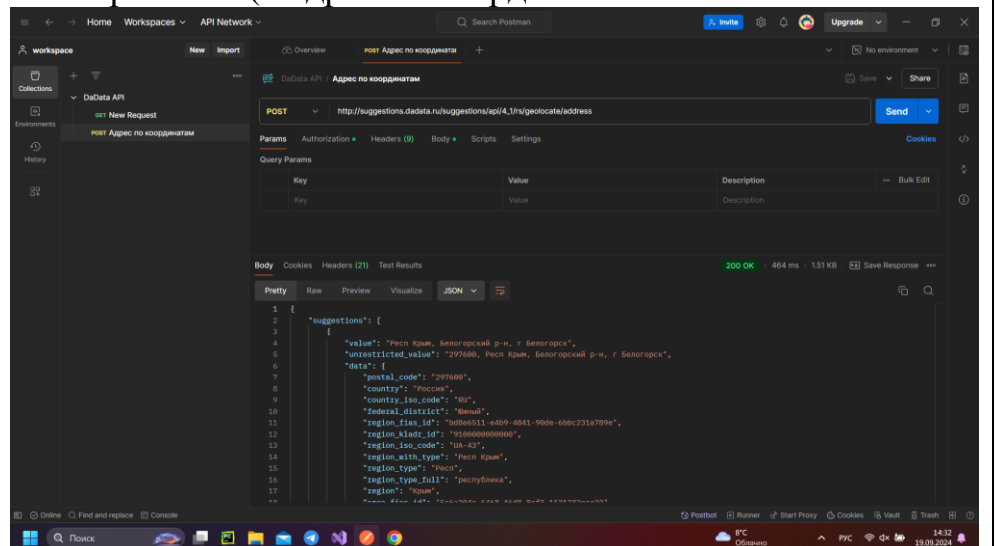 Home Workspaces API Network Search Postman Invite Upgrade
workspace New Import Overview POST Адрес по координатам No environment
Collections
DaData API / Адрес по координатам Save Share
DaData API
GET New Request
POST Адрес по координатам
Environments
History
POST http://suggestions.dadata.ru/suggestions/api/4_1/rs/geolocate/address Send
Params Authorization Headers (9) Body Scripts Settings Cookies
Query Params
Key Value Description Bulk Edit
Key Value Description
Body Cookies Headers (21) Test Results 200 OK 464 ms 1.51 KB Save Response
Pretty Raw Preview Visualize JSON
1 {
2 "suggestions": [
3 {
4 "value": "Респ Крым, Белогорский р-н, г Белогорск",
5 "unrestricted_value": "297600, Респ Крым, Белогорский р-н, г Белогорск",
6 "data": {
7 "postal_code": "297600",
8 "country": "Россия",
9 "country_iso_code": "RU",
10 "federal_district": "Южный",
11 "region_fias_id": "bd8e6511-e4b9-4841-90de-6bbc231a789e",
12 "region_kladr_id": "9100000000000",
13 "region_iso_code": "UA-43",
14 "region_with_type": "Респ Крым",
15 "region_type": "Респ",
16 "region_type_full": "республика",
17 "region": "Крым",
Online Find and replace Console Postbot Runner Start Proxy Cookies Vault Trash
Поиск 8°C Облачно РУС 14:32 19.09.2024